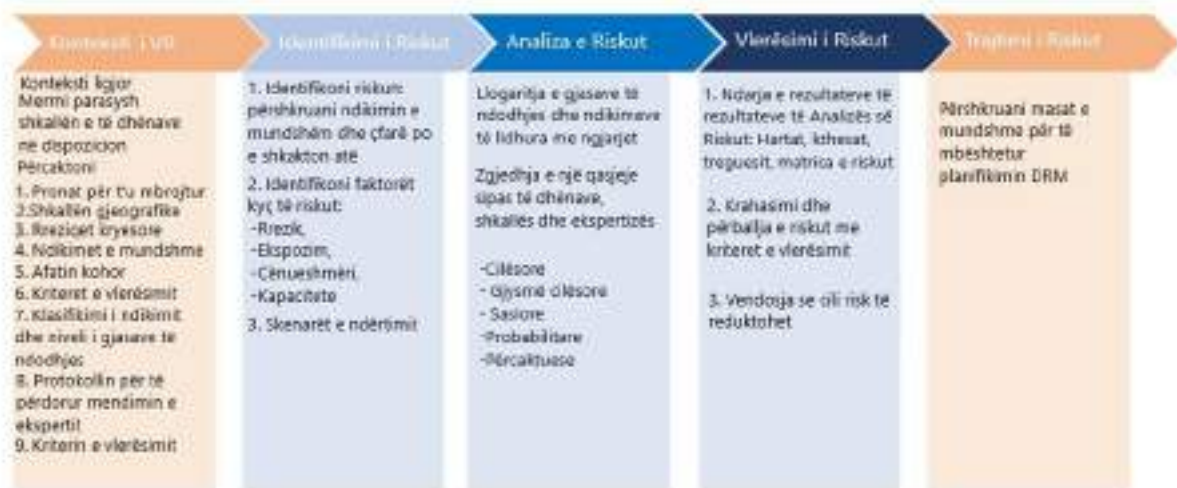 Konteksti i VR
Konteksti ligjor
Merrni parasysh
shkallën e të dhënave
në dispozicion
Përcaktoni
1. Pronat për t'u mbrojtur
2.Shkallën gjeografike
3. Rreziqet kryesore
4. Ndikimet e mundshme
5. Afatin kohor
6. Kriteret e vlerësimit
7. Klasifikimi i ndikimit
dhe niveli i gjasave të
ndodhjes
8. Protokollin për të
përdorur mendimin e
ekspertit
9. Kriterin e vlerësimit
Identifikimi i Riskut
1. Identifikoni riskun:
përshkruani ndikimin e
mundshëm dhe çfarë po
e shkakton atë
2. Identifikoni faktorët
kyç të riskut:
-Rrezik,
-Ekspozim,
-Cënueshmëri,
-Kapacitete
3. Skenarët e ndërtimit
Analiza e Riskut
Llogaritja e gjasave të
ndodhjes dhe ndikimeve
të lidhura me ngjarjet
Zgjedhja e një qasjeje
sipas të dhënave,
shkallës dhe ekspertizës
-Cilësore
- Gjysmë cilësore
- Sasiore
-Probabilitare
-Përcaktuese
Vlerësimi i Riskut
1. Ndarja e rezultateve të
rezultateve të Analizës së
Riskut: Hartat, kthesat,
treguesit, matrica e riskut
2. Krahasimi dhe
përballja e riskut me
kriteret e vlerësimit
3. Vendosja se cili risk të
reduktohet
Trajtimi i Riskut
Përshkruani masat e
mundshme për të
mbështetur
planifikimin DRM